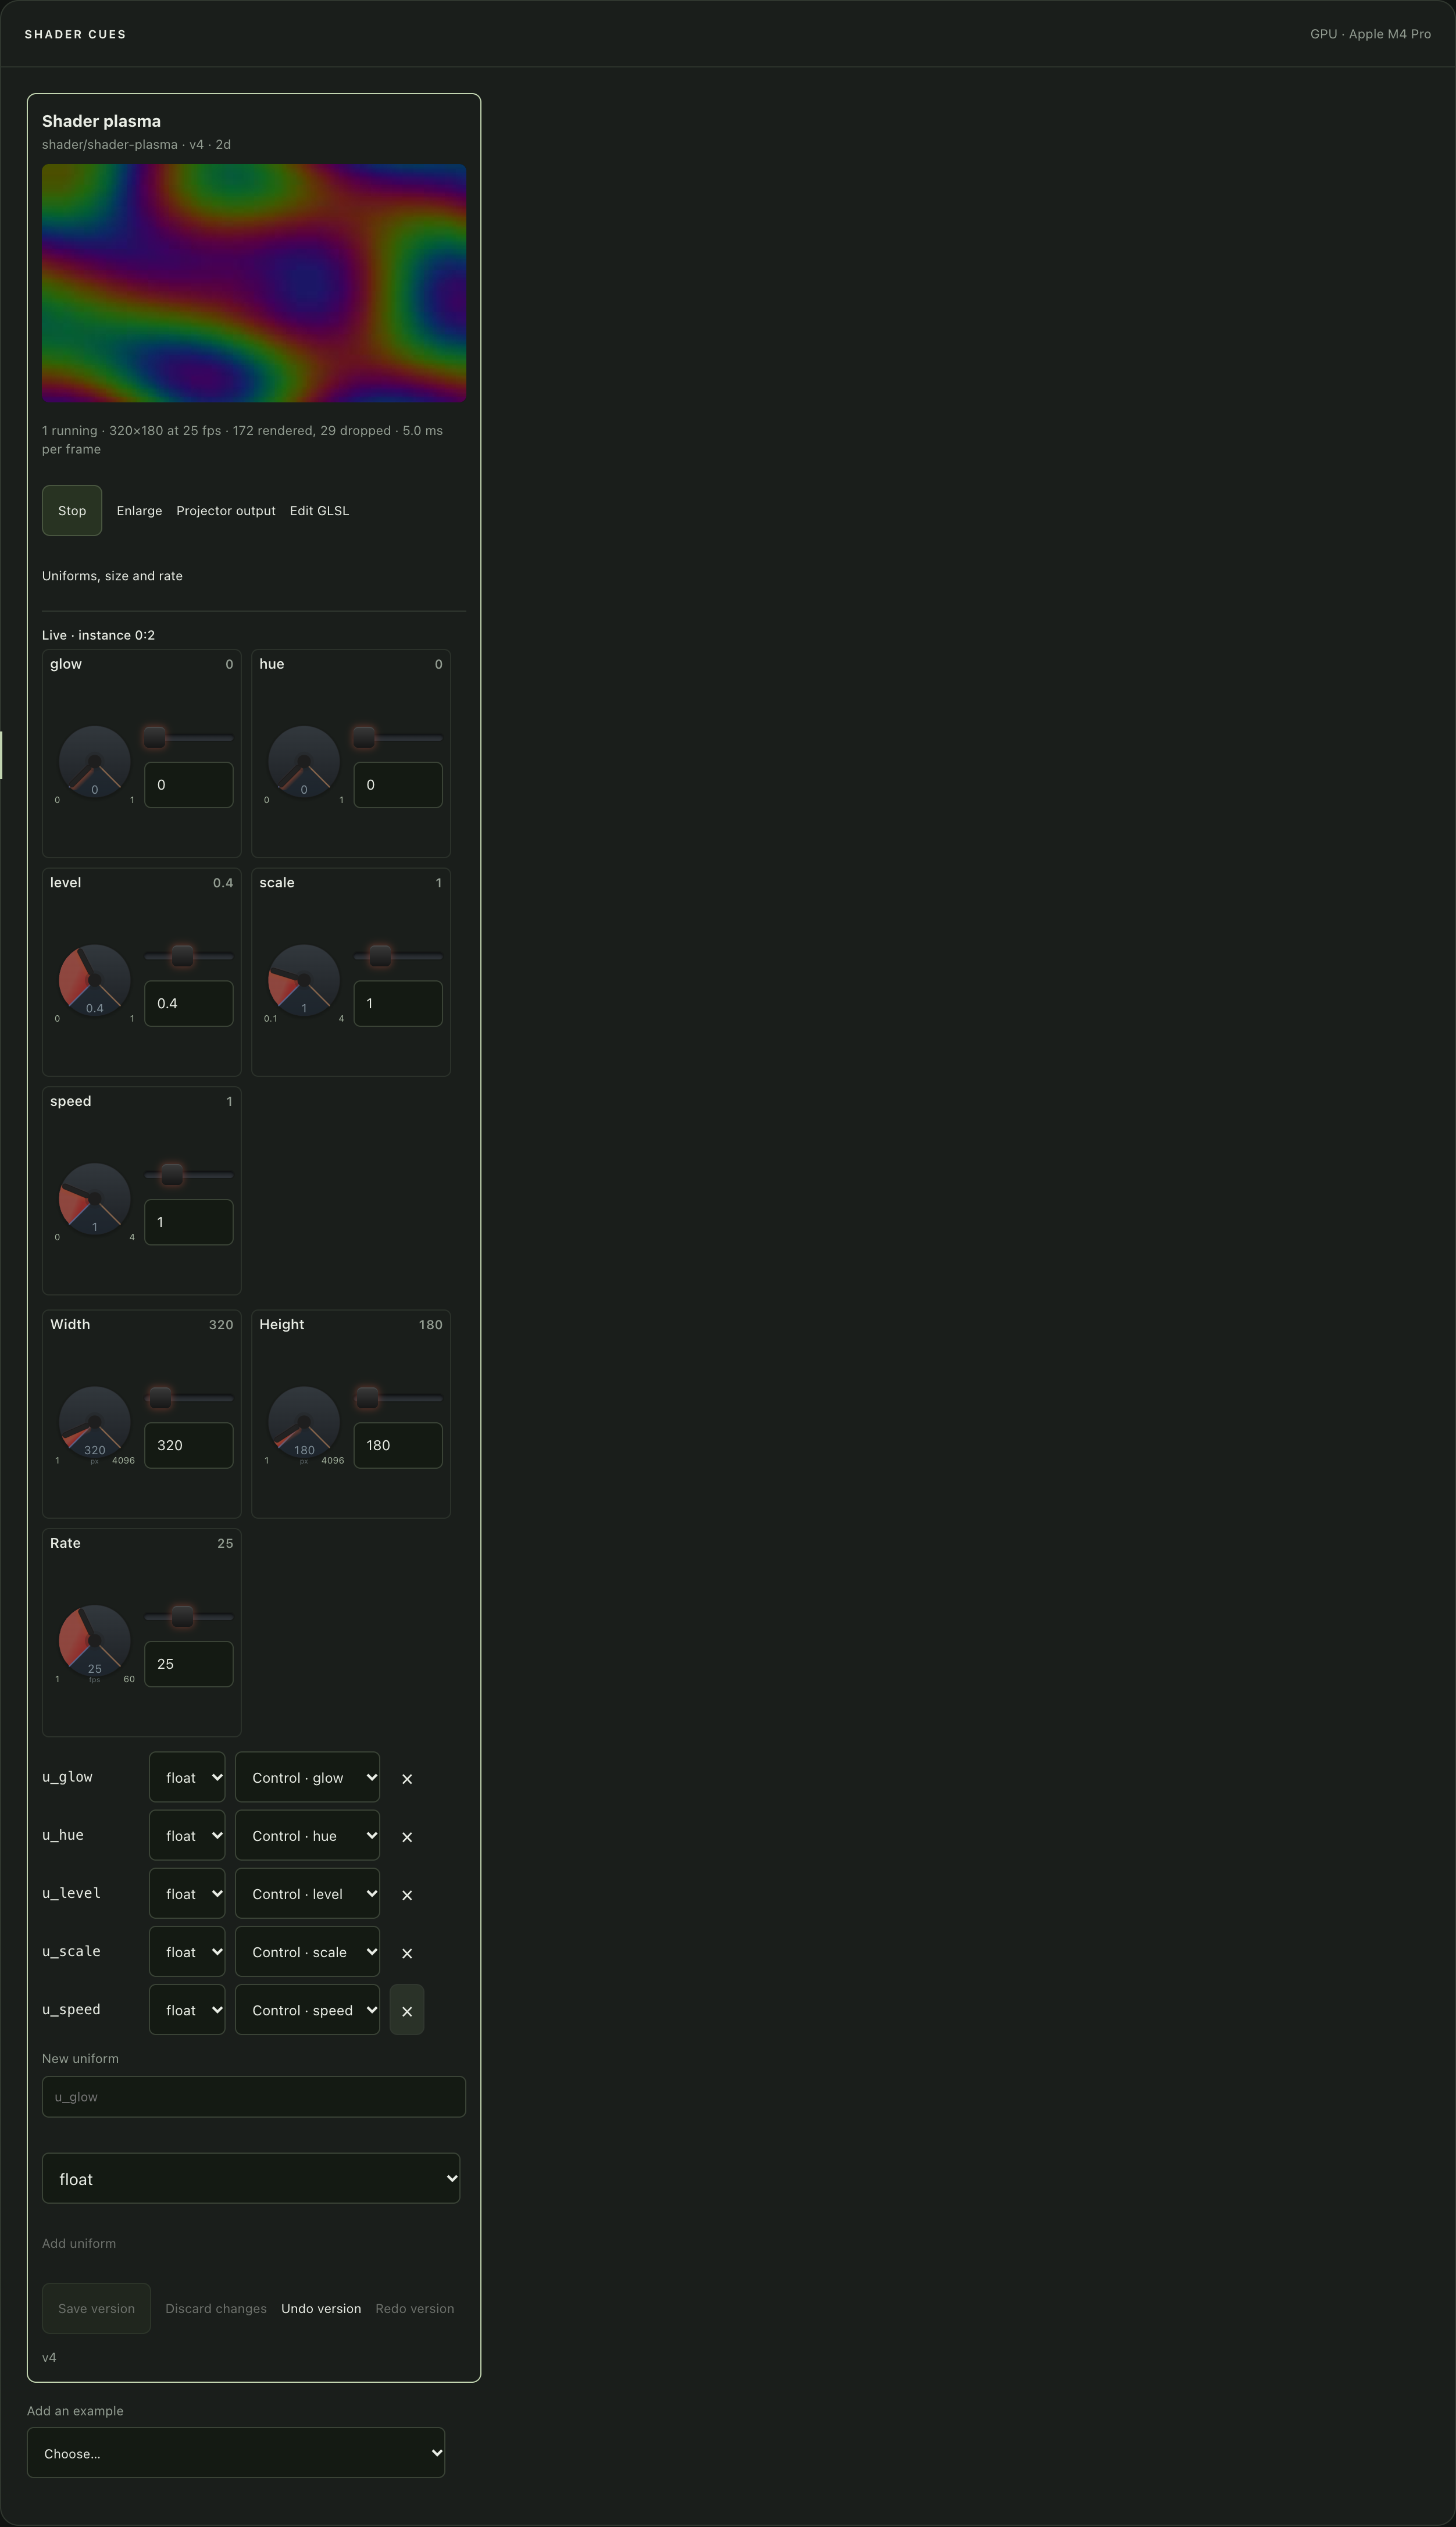 SHADER CUES
GPU · Apple M4 Pro
Shader plasma
shader/shader-plasma · v4 · 2d
1 running · 320×180 at 25 fps · 172 rendered, 29 dropped · 5.0 ms
per frame
Stop Enlarge Projector output Edit GLSL
Uniforms, size and rate
Live · instance 0:2
glow 0
0
0 1
0
hue 0
0
0 1
0
level 0.4
0.4
0 1
0.4
scale 1
1
0.1 4
1
speed 1
1
0 4
1
Width 320
320
1 px 4096
320
Height 180
180
1 px 4096
180
Rate 25
25
1 fps 60
25
u_glow float Control · glow ×
u_hue float Control · hue ×
u_level float Control · level ×
u_scale float Control · scale ×
u_speed float Control · speed ×
New uniform
u_glow
float
Add uniform
Save version Discard changes Undo version Redo version
v4
Add an example
Choose...